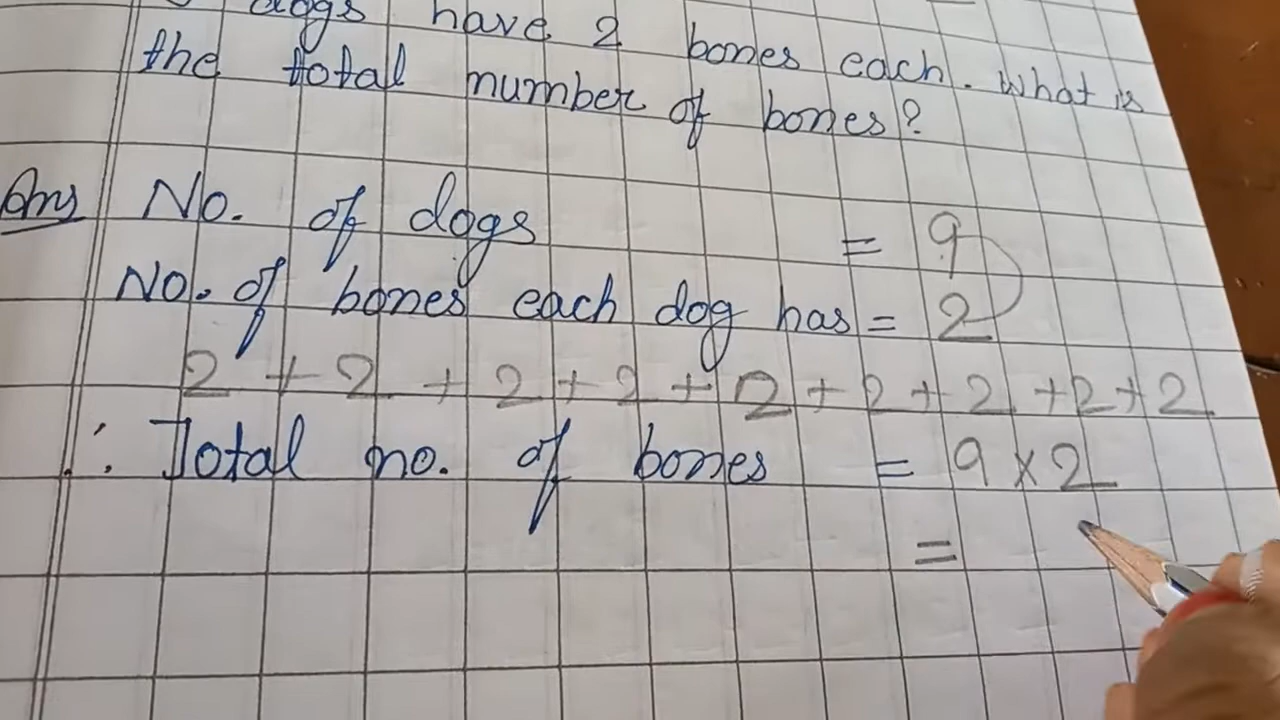 dogs have 2 bones each. What is
the total number of bones?
Ans No. of dogs = 9
No. of bones each dog has = 2
2 + 2 + 2 + 2 + 2 + 2 + 2 + 2 + 2
∴ Total no. of bones = 9 × 2
=